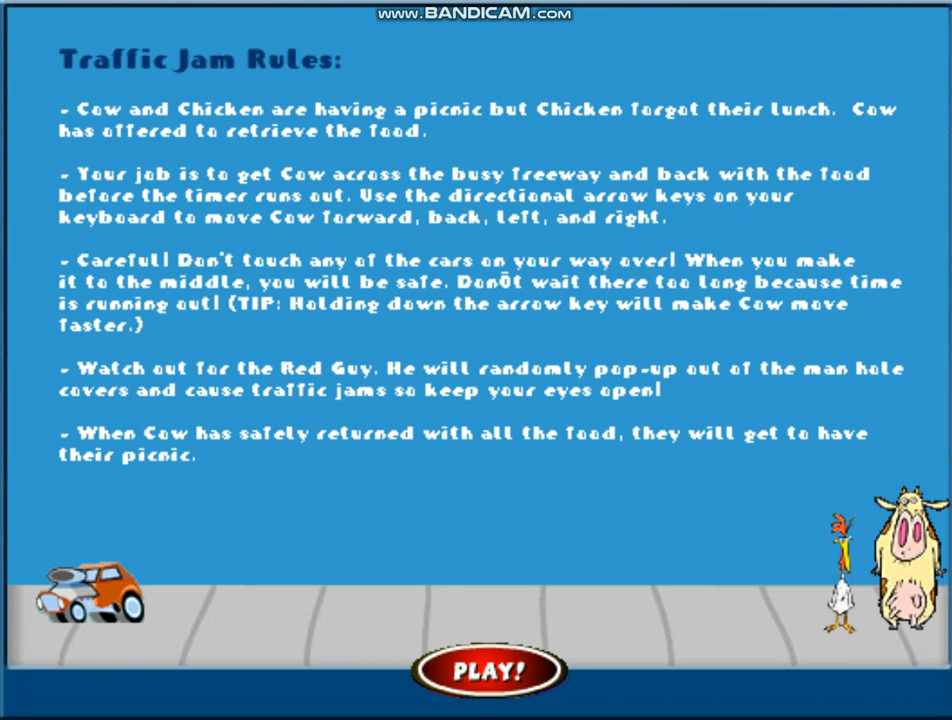 www.BANDICAM.com
Traffic Jam Rules:
- Cow and Chicken are having a picnic but Chicken forgot their lunch. Cow
has offered to retrieve the food.
- Your job is to get Cow across the busy freeway and back with the food
before the timer runs out. Use the directional arrow keys on your
keyboard to move Cow forward, back, left, and right.
- Careful! Don't touch any of the cars on your way over! When you make
it to the middle, you will be safe. DonÕt wait there too long because time
is running out! (TIP: Holding down the arrow key will make Cow move
faster.)
- Watch out for the Red Guy. He will randomly pop-up out of the man hole
covers and cause traffic jams so keep your eyes open!
- When Cow has safely returned with all the food, they will get to have
their picnic.
PLAY!